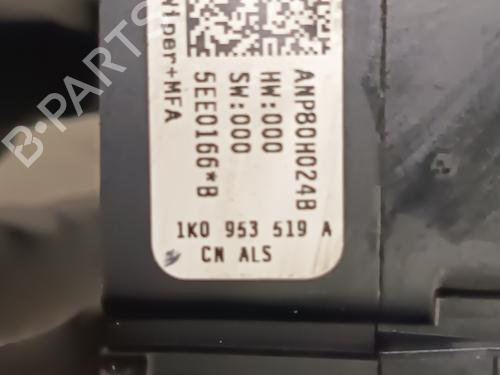 Wiper+MFA
5EE0166*B
SW:000
HW:000
ANP80H024B
1K0 953 519 A
CN ALS
B-PARTS